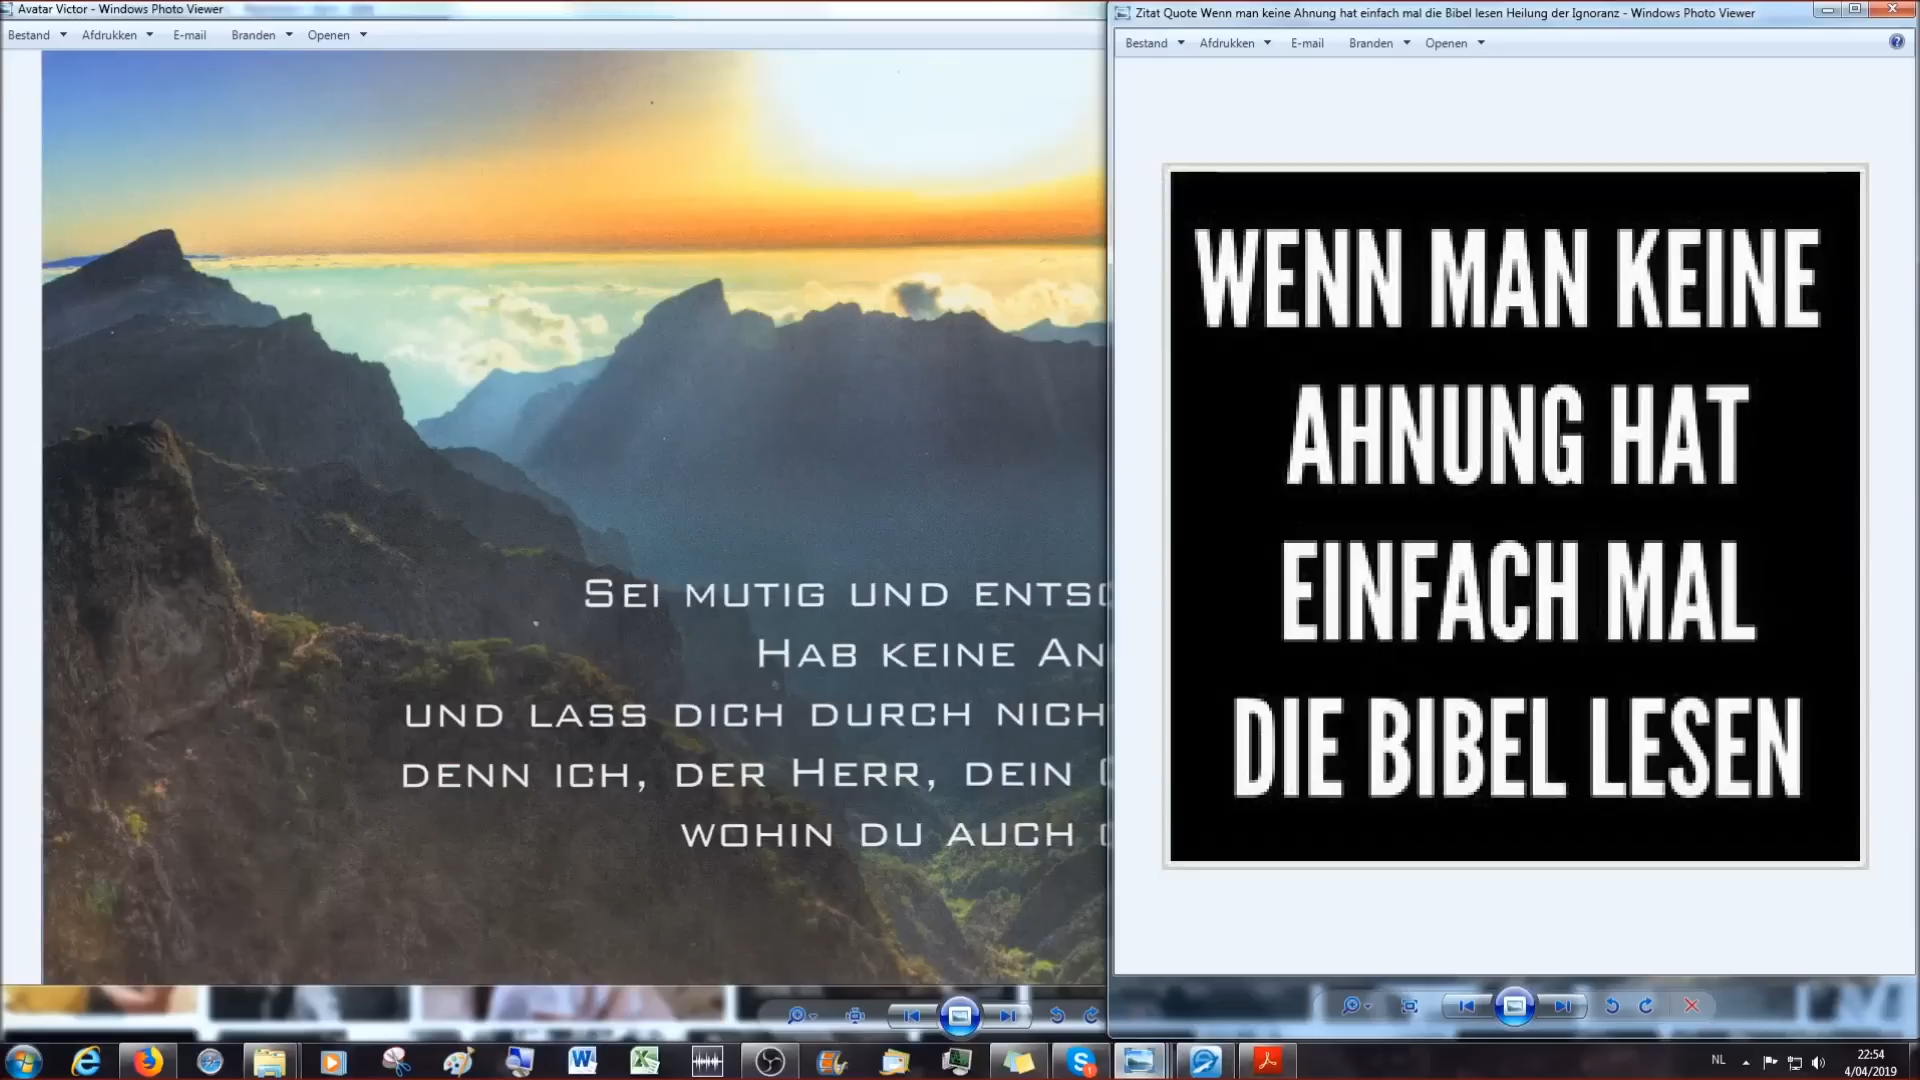 Avatar Victor - Windows Photo Viewer
Bestand Afdrukken E-mail Branden Openen
SEI MUTIG UND
HAB KEINE
UND LASS DICH DURCH
DENN ICH, DER HERR, DEIN
WOHIN DU AUCH
Zitat Quote Wenn man keine Ahnung hat einfach mal die Bibel lesen Heilung der Ignoranz - Windows Photo Viewer
Bestand Afdrukken E-mail Branden Openen
WENN MAN KEINE
AHNUNG HAT
EINFACH MAL
DIE BIBEL LESEN
NL
22:54
4/04/2019